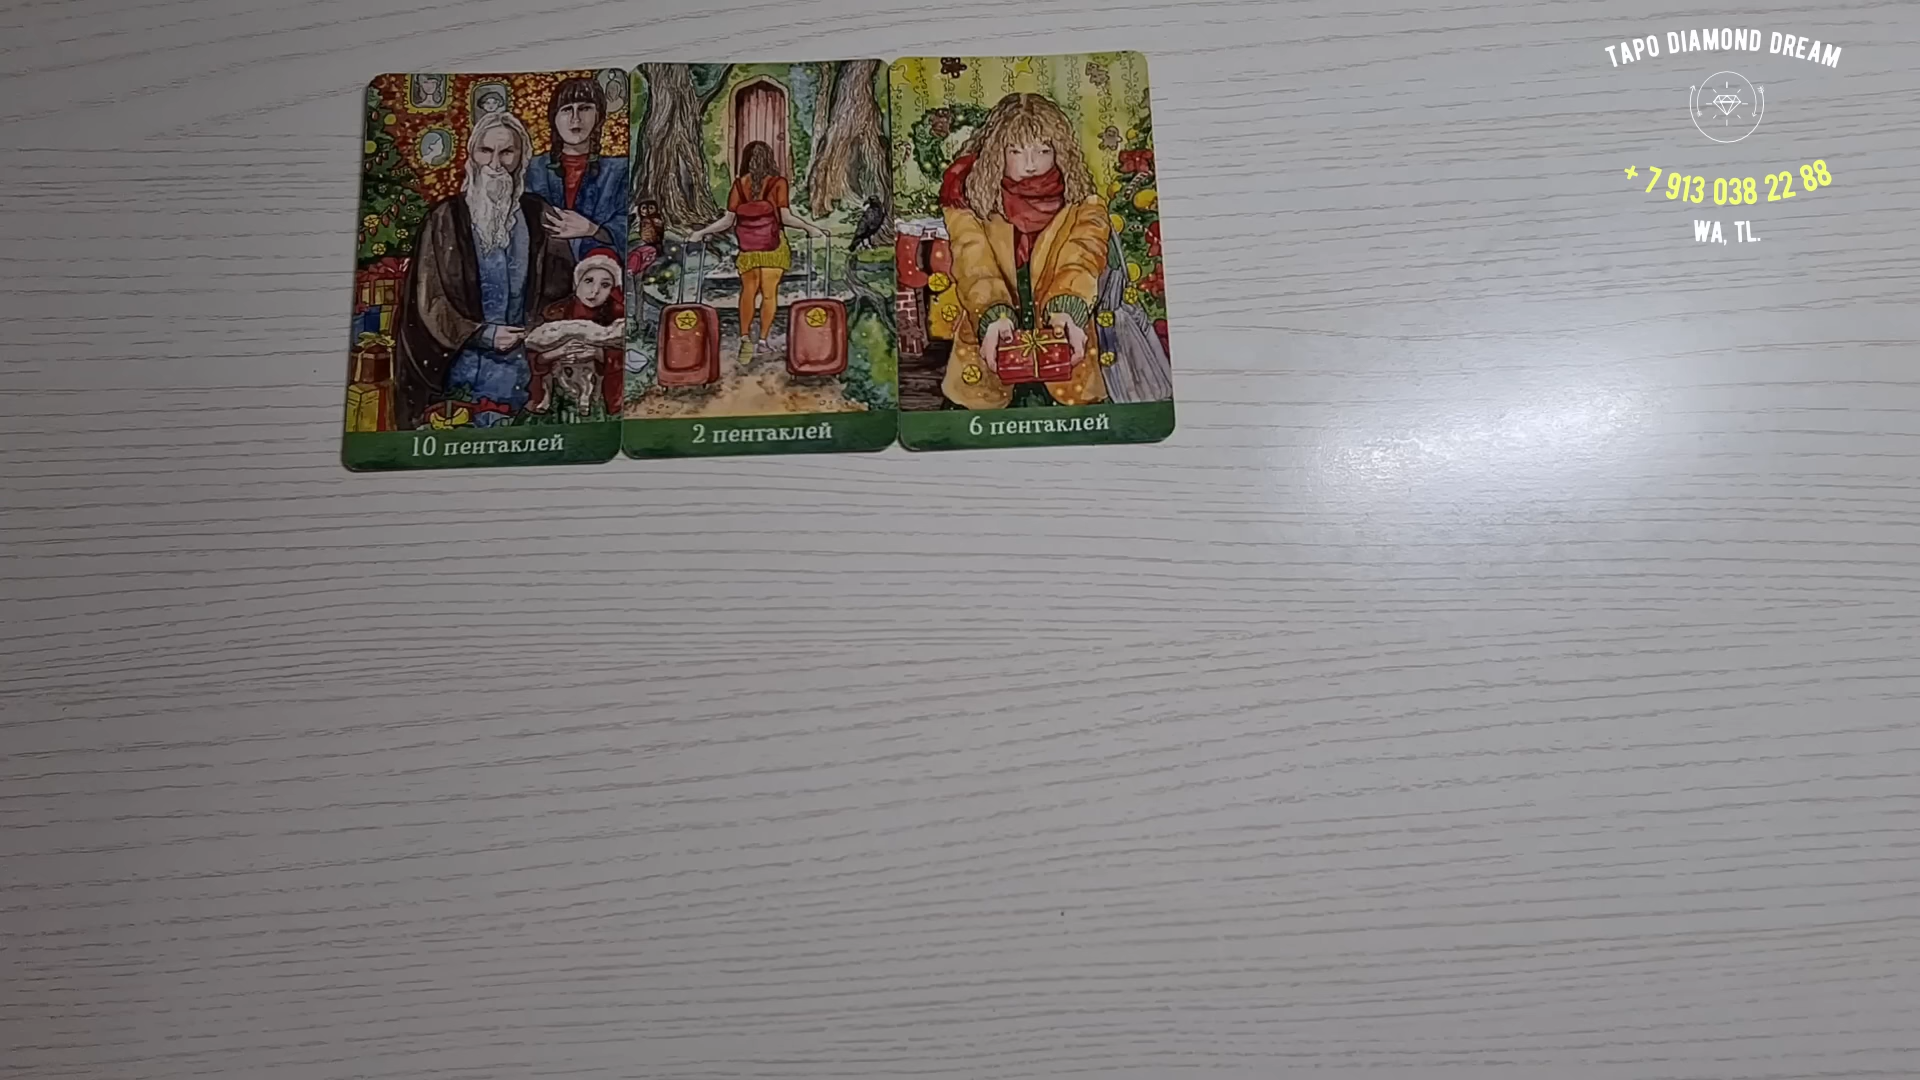 ТАРО DIAMOND DREAM
+ 7 913 038 22 88
WA, TL.
10 пентаклей
2 пентаклей
6 пентаклей